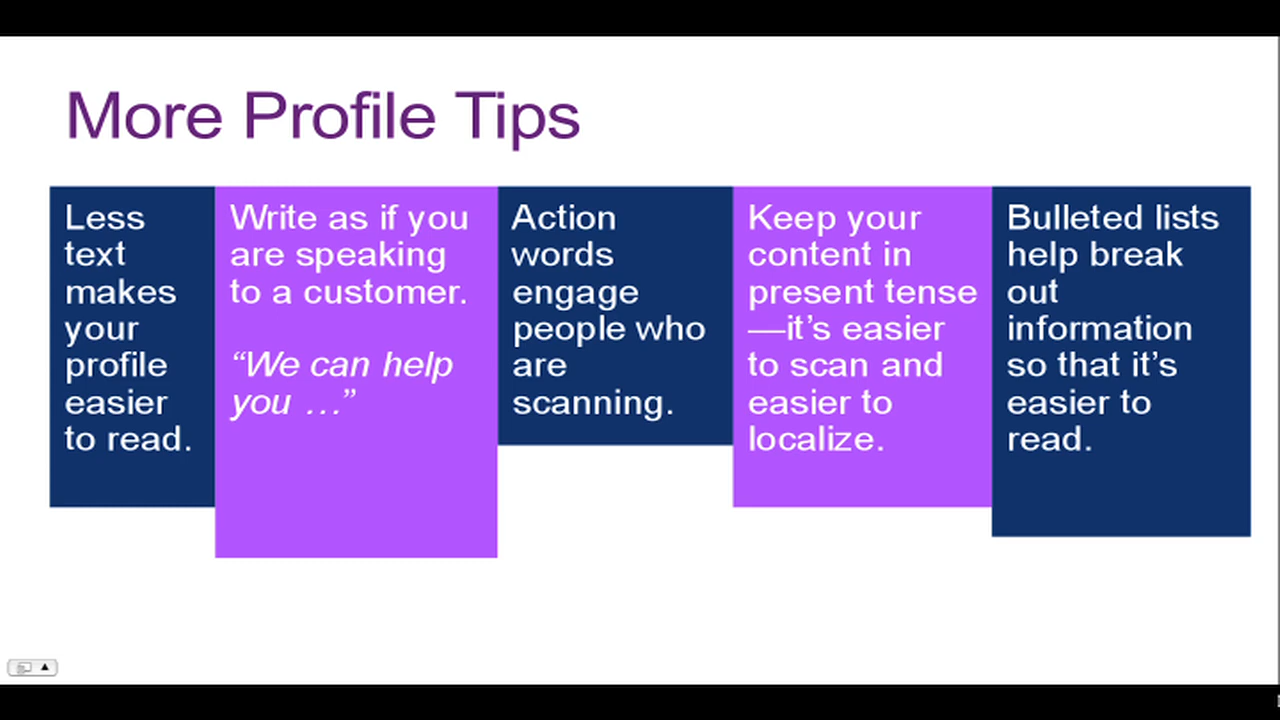 More Profile Tips
Less
text
makes
your
profile
easier
to read.
Write as if you
are speaking
to a customer.
“We can help
you …”
Action
words
engage
people who
are
scanning.
Keep your
content in
present tense
—it’s easier
to scan and
easier to
localize.
Bulleted lists
help break
out
information
so that it’s
easier to
read.